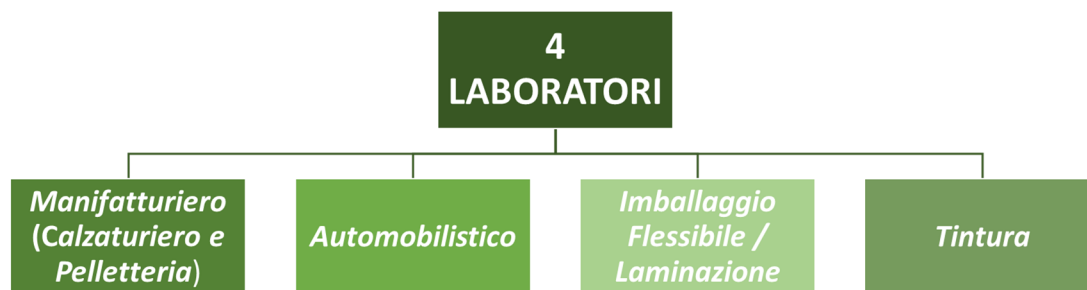 4
LABORATORI
Manifatturiero
(Calzaturiero e
Pelletteria)
Automobilistico
Imballaggio
Flessibile /
Laminazione
Tintura